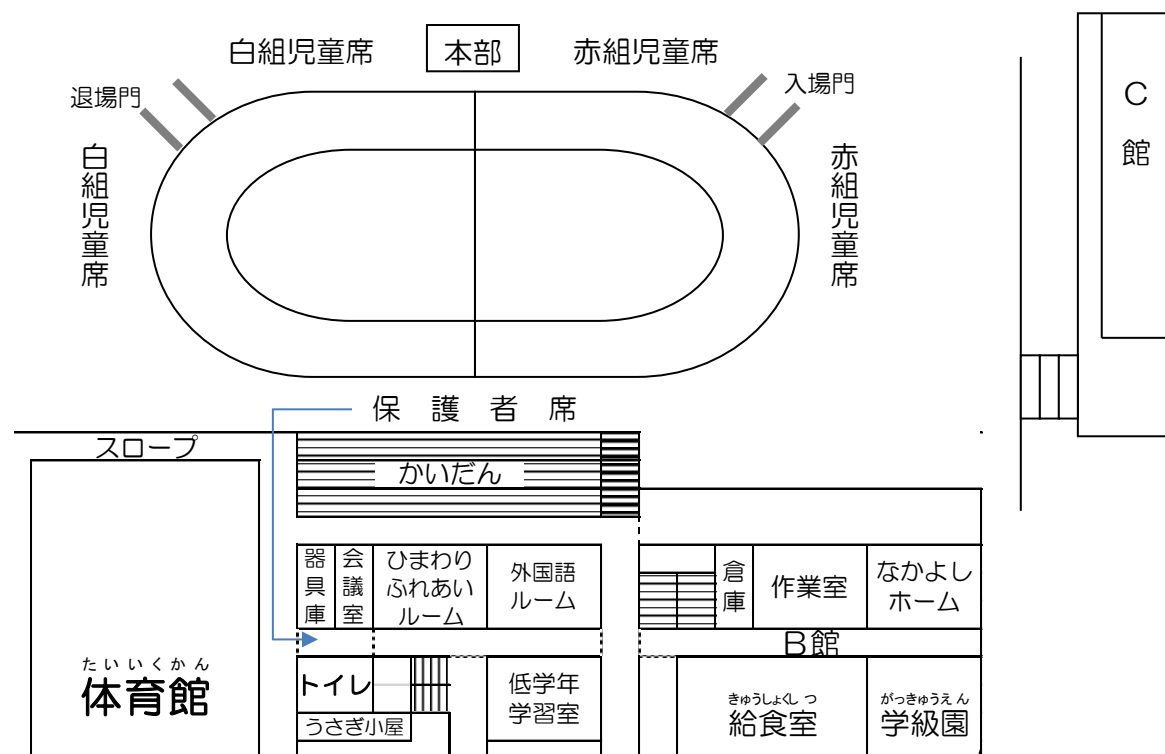 白組児童席
本部
赤組児童席
退場門
入場門
白組児童席
赤組児童席
C館
保護者席
スロープ
かいだん
器具庫
会議室
ひまわり
ふれあい
ルーム
外国語
ルーム
倉庫
作業室
なかよし
ホーム
B館
たいいくかん
体育館
トイレ
うさぎ小屋
低学年
学習室
きゅうしょくしつ
給食室
がっきゅうえん
学級園